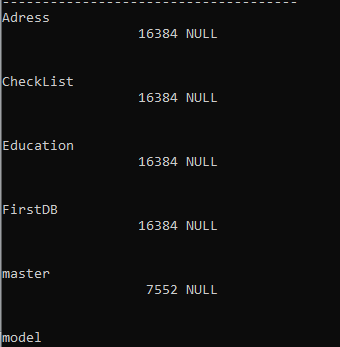 -------------------------------------
Adress
16384 NULL
CheckList
16384 NULL
Education
16384 NULL
FirstDB
16384 NULL
master
7552 NULL
model